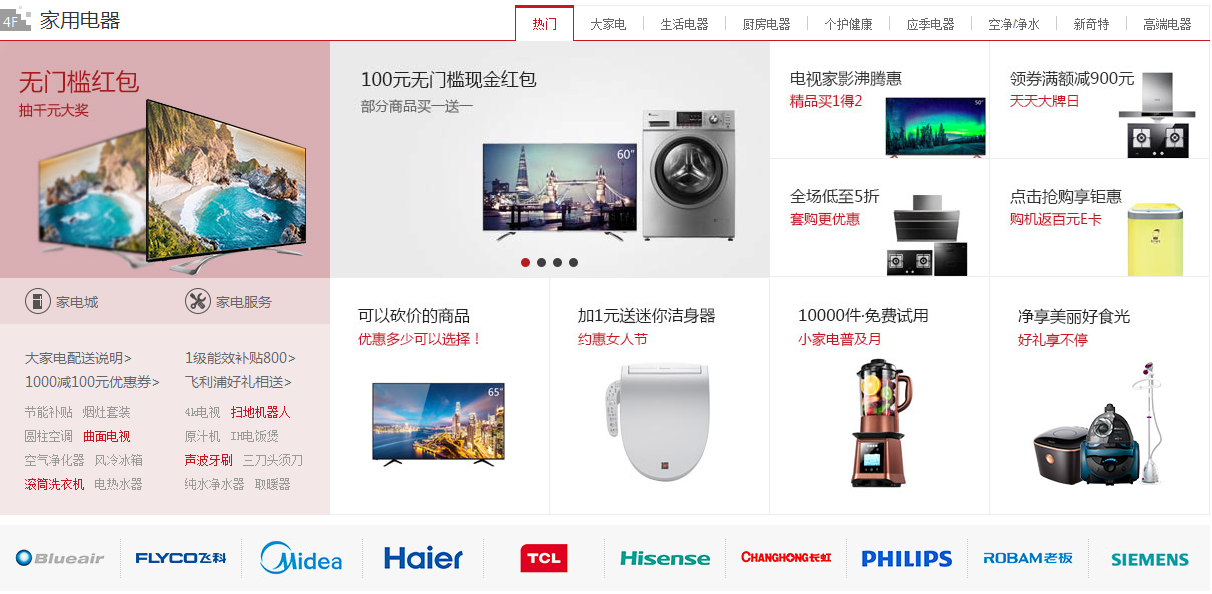 4F 家用电器
热门 大家电 生活电器 厨房电器 个护健康 应季电器 空净/净水 新奇特 高端电器
无门槛红包
抽千元大奖
100元无门槛现金红包
部分商品买一送一
60"
电视家影沸腾惠
精品买1得2
50"
领券满额减900元
天天大牌日
全场低至5折
套购更优惠
点击抢购享钜惠
购机返百元E卡
家电城 家电服务
大家电配送说明> 1级能效补贴800>
1000减100元优惠券> 飞利浦好礼相送>
节能补贴 烟灶套装 4k电视 扫地机器人
圆柱空调 曲面电视 原汁机 IH电饭煲
空气净化器 风冷冰箱 声波牙刷 三刀头须刀
滚筒洗衣机 电热水器 纯水净水器 取暖器
可以砍价的商品
优惠多少可以选择！
65"
加1元送迷你洁身器
约惠女人节
10000件·免费试用
小家电普及月
净享美丽好食光
好礼享不停
Blueair FLYCO飞科 Midea Haier TCL Hisense CHANGHONG长虹 PHILIPS ROBAM老板 SIEMENS